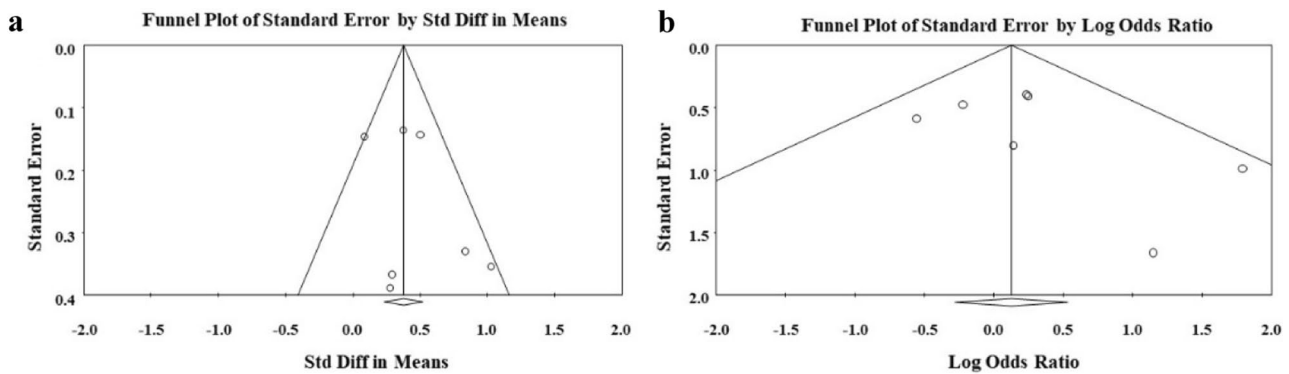 a
Funnel Plot of Standard Error by Std Diff in Means
Standard Error
0.0
0.1
0.2
0.3
0.4
-2.0 -1.5 -1.0 -0.5 0.0 0.5 1.0 1.5 2.0
Std Diff in Means
b
Funnel Plot of Standard Error by Log Odds Ratio
Standard Error
0.0
0.5
1.0
1.5
2.0
-2.0 -1.5 -1.0 -0.5 0.0 0.5 1.0 1.5 2.0
Log Odds Ratio